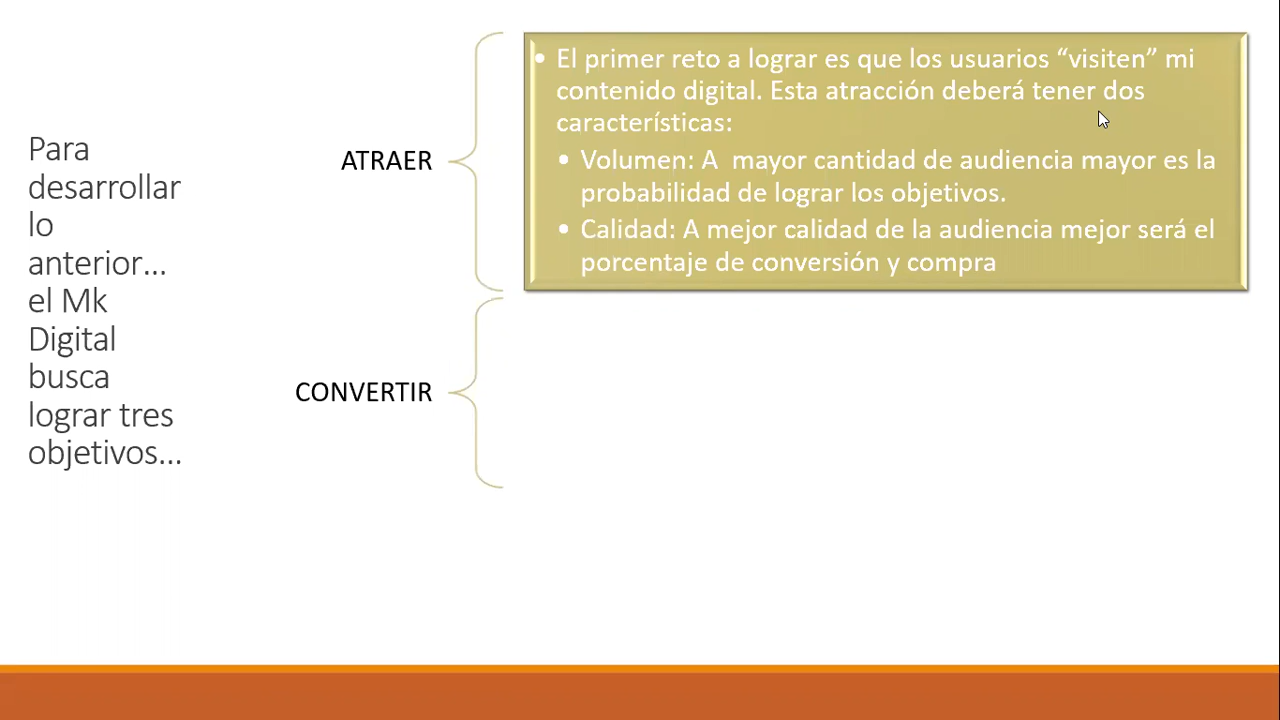 Para
desarrollar
lo
anterior...
el Mk
Digital
busca
lograr tres
objetivos...
ATRAER
• El primer reto a lograr es que los usuarios “visiten” mi
contenido digital. Esta atracción deberá tener dos
características:
• Volumen: A  mayor cantidad de audiencia mayor es la
probabilidad de lograr los objetivos.
• Calidad: A mejor calidad de la audiencia mejor será el
porcentaje de conversión y compra
CONVERTIR